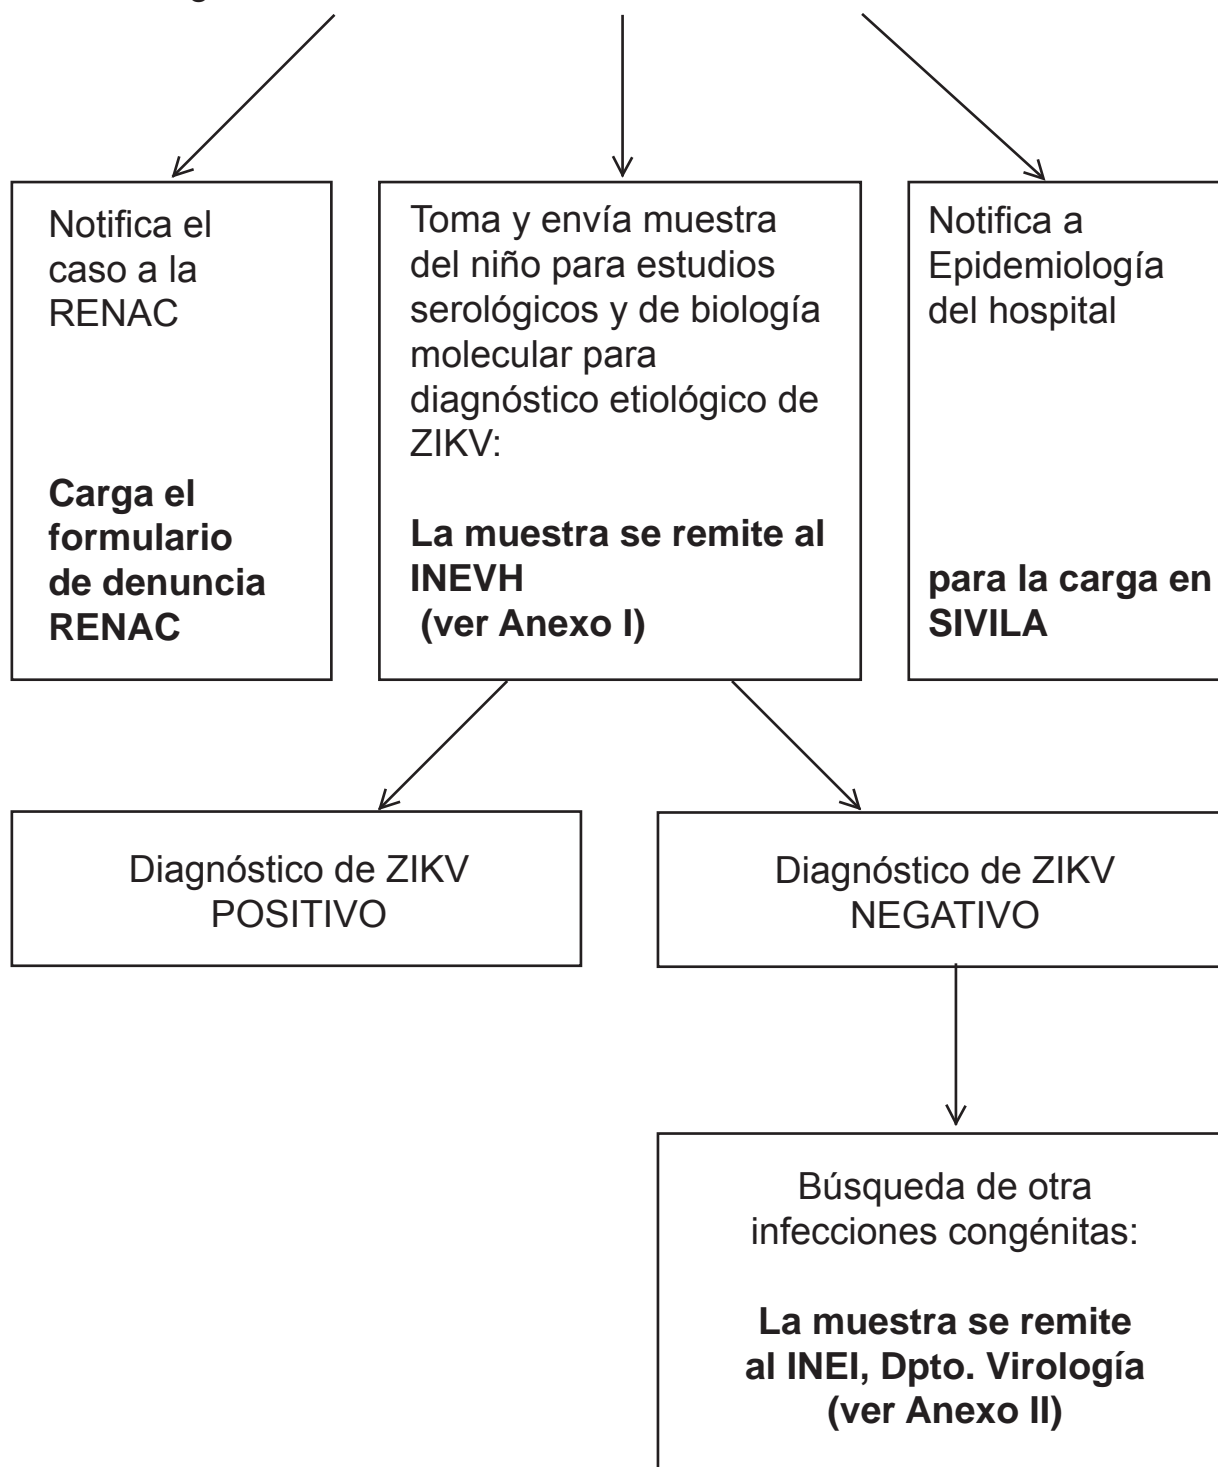 Notifica el
caso a la
RENAC
Carga el
formulario
de denuncia
RENAC
Toma y envía muestra
del niño para estudios
serológicos y de biología
molecular para
diagnóstico etiológico de
ZIKV:
La muestra se remite al
INEVH
(ver Anexo I)
Notifica a
Epidemiología
del hospital
para la carga en
SIVILA
Diagnóstico de ZIKV
POSITIVO
Diagnóstico de ZIKV
NEGATIVO
Búsqueda de otra
infecciones congénitas:
La muestra se remite
al INEI, Dpto. Virología
(ver Anexo II)